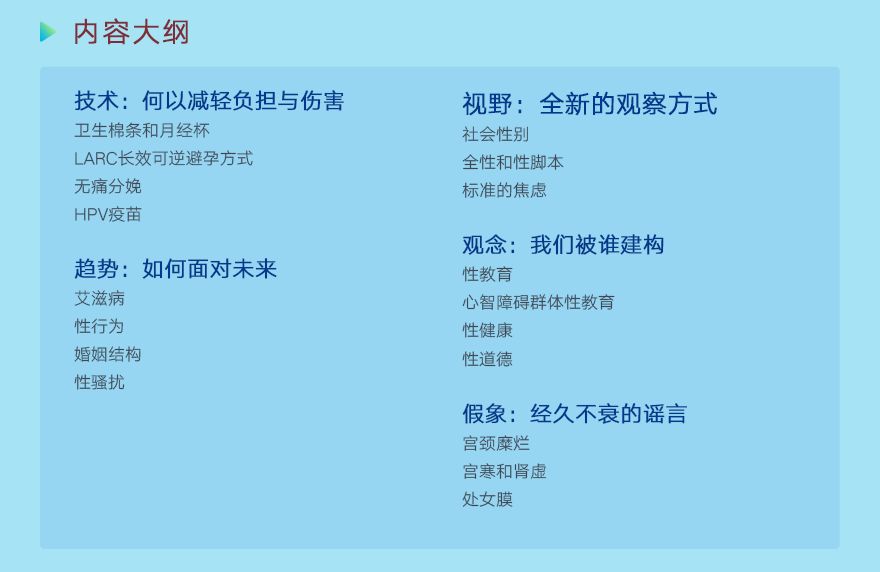 内容大纲
技术：何以减轻负担与伤害
卫生棉条和月经杯
LARC长效可逆避孕方式
无痛分娩
HPV疫苗
趋势：如何面对未来
艾滋病
性行为
婚姻结构
性骚扰
视野：全新的观察方式
社会性别
全性和性脚本
标准的焦虑
观念：我们被谁建构
性教育
心智障碍群体性教育
性健康
性道德
假象：经久不衰的谣言
宫颈糜烂
宫寒和肾虚
处女膜